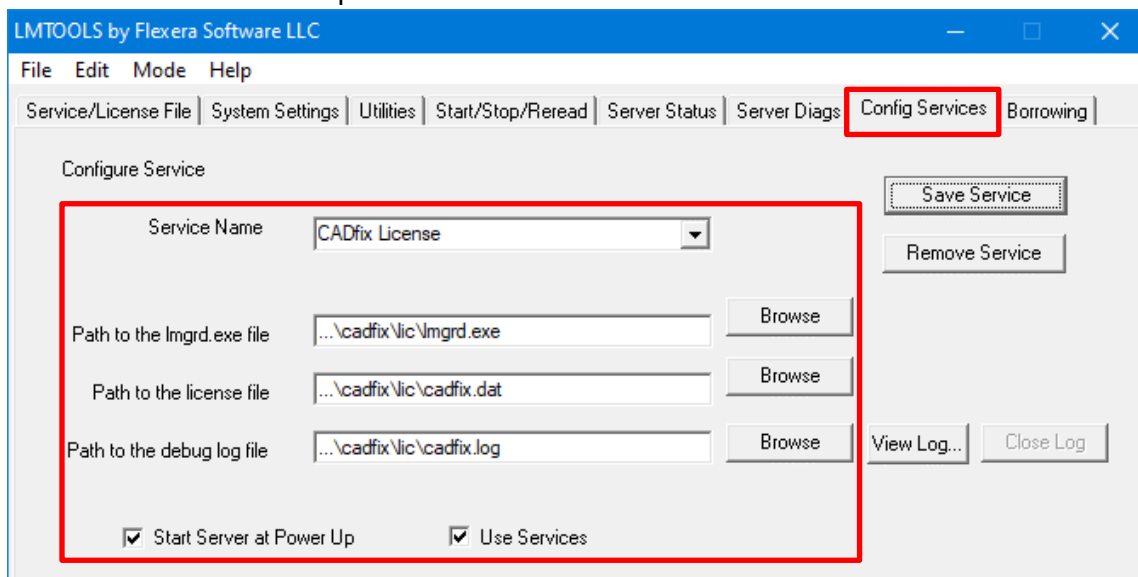 LMTOOLS by Flexera Software LLC
File Edit Mode Help
Service/License File System Settings Utilities Start/Stop/Reread Server Status Server Diags Config Services Borrowing
Configure Service
Save Service
Service Name CADfix License
Remove Service
Path to the lmgrd.exe file ...\cadfix\lic\lmgrd.exe Browse
Path to the license file ...\cadfix\lic\cadfix.dat Browse
Path to the debug log file ...\cadfix\lic\cadfix.log Browse View Log... Close Log
Start Server at Power Up Use Services